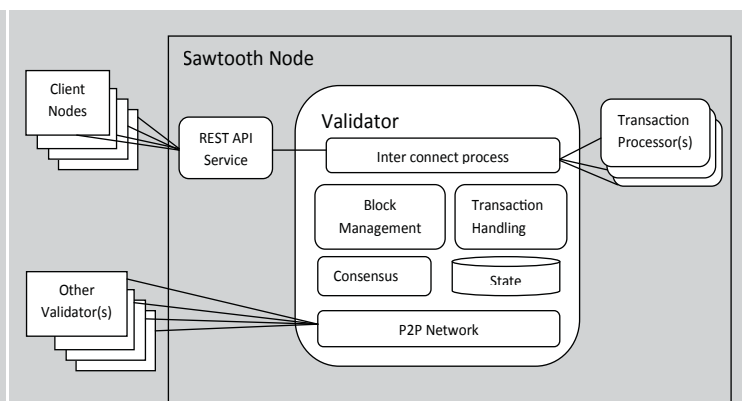 Sawtooth Node
Client
Nodes
REST API
Service
Validator
Inter connect process
Transaction
Processor(s)
Block
Management
Transaction
Handling
Consensus
State
Other
Validator(s)
P2P Network